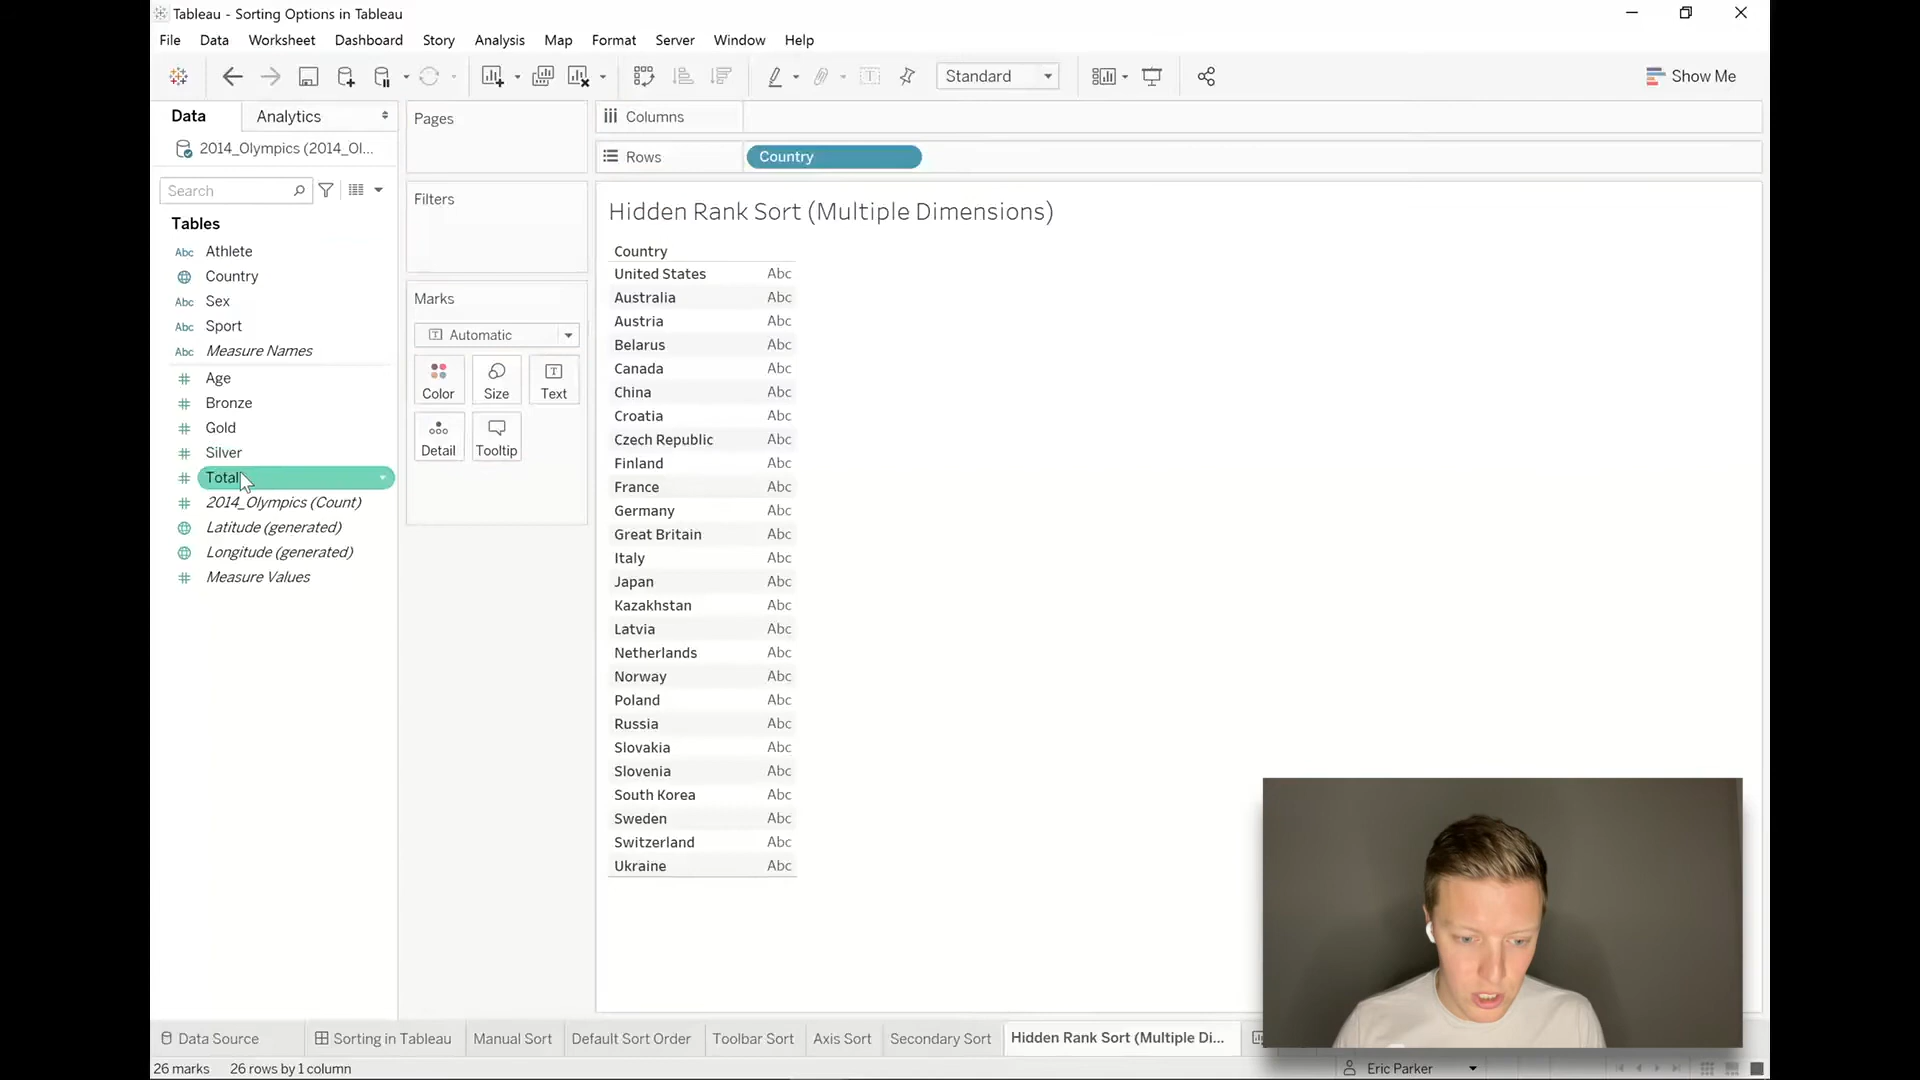 Tableau - Sorting Options in Tableau
File Data Worksheet Dashboard Story Analysis Map Format Server Window Help
Standard
Show Me
Data
Analytics
2014_Olympics (2014_Ol...
Search
Tables
Abc Athlete
Country
Abc Sex
Abc Sport
Abc Measure Names
Age
Bronze
Gold
Silver
Total
2014_Olympics (Count)
Latitude (generated)
Longitude (generated)
Measure Values
Pages
Filters
Marks
Automatic
Color
Size
Text
Detail
Tooltip
Columns
Rows
Country
Hidden Rank Sort (Multiple Dimensions)
Country
United States Abc
Australia Abc
Austria Abc
Belarus Abc
Canada Abc
China Abc
Croatia Abc
Czech Republic Abc
Finland Abc
France Abc
Germany Abc
Great Britain Abc
Italy Abc
Japan Abc
Kazakhstan Abc
Latvia Abc
Netherlands Abc
Norway Abc
Poland Abc
Russia Abc
Slovakia Abc
Slovenia Abc
South Korea Abc
Sweden Abc
Switzerland Abc
Ukraine Abc
Data Source
Sorting in Tableau
Manual Sort
Default Sort Order
Toolbar Sort
Axis Sort
Secondary Sort
Hidden Rank Sort (Multiple Di...
26 marks
26 rows by 1 column
Eric Parker